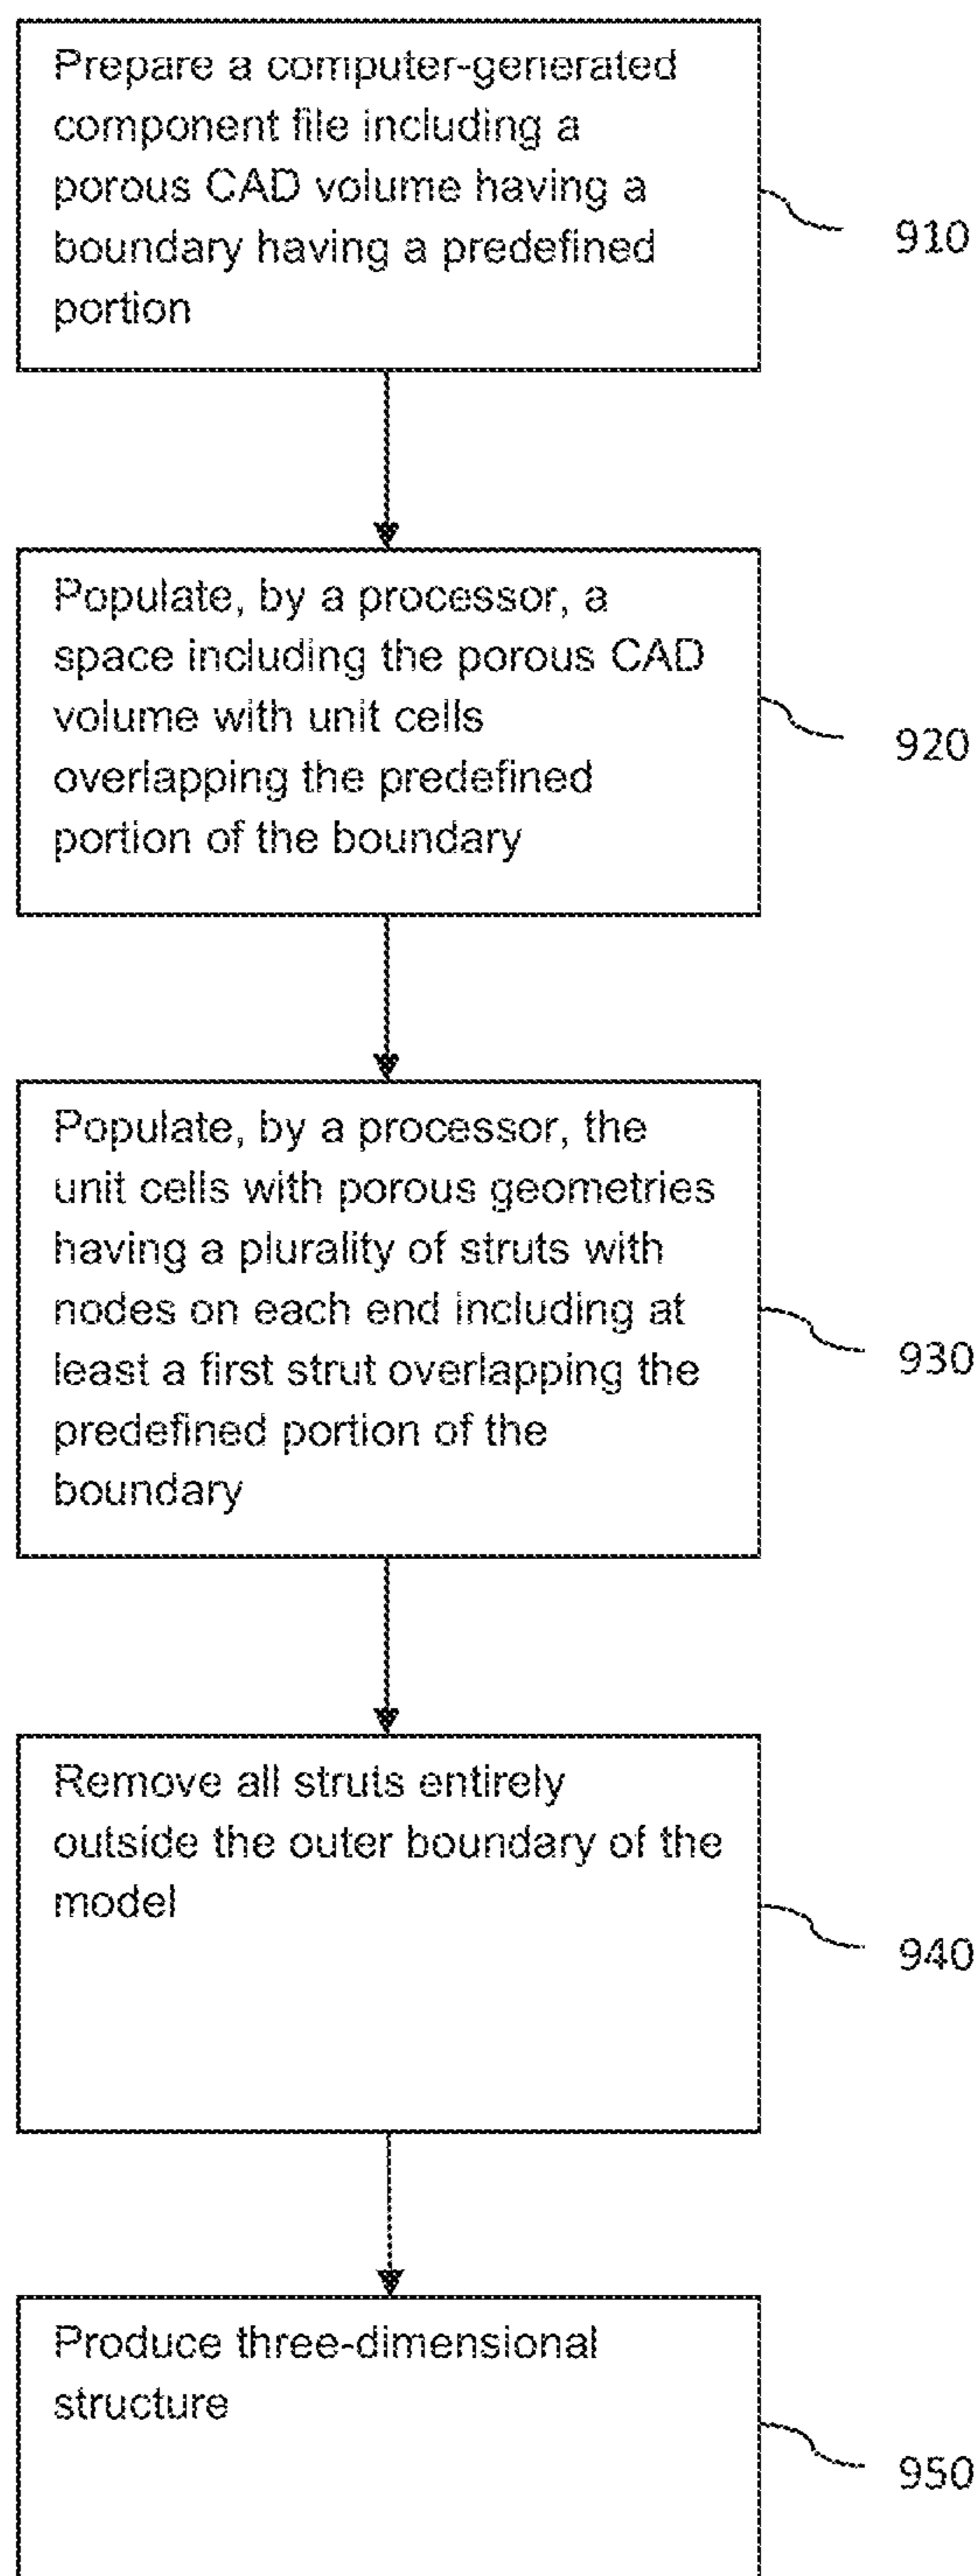 Prepare a computer-generated
component file including a
porous CAD volume having a
boundary having a predefined
portion
910
Populate, by a processor, a
space including the porous CAD
volume with unit cells
overlapping the predefined
portion of the boundary
920
Populate, by a processor, the
unit cells with porous geometries
having a plurality of struts with
nodes on each end including at
least a first strut overlapping the
predefined portion of the
boundary
930
Remove all struts entirely
outside the outer boundary of the
model
940
Produce three-dimensional
structure
950